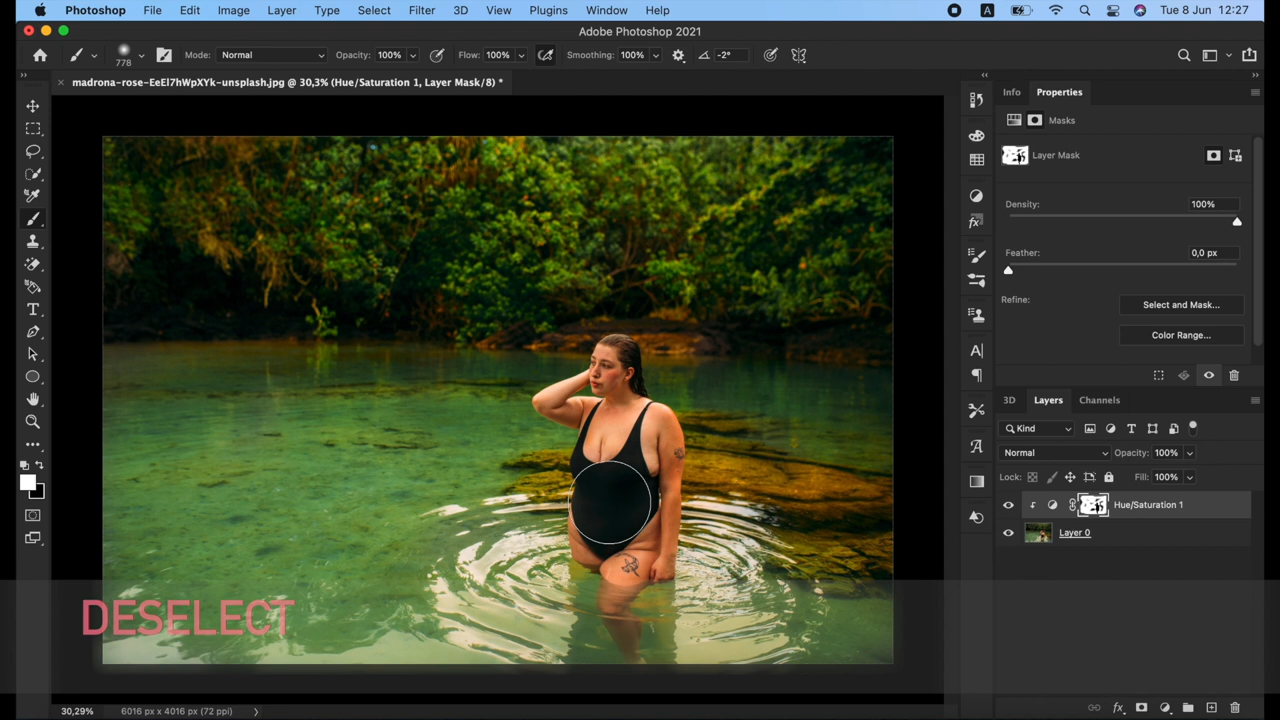 Photoshop File Edit Image Layer Type Select Filter 3D View Plugins Window Help A Tue 8 Jun 12:27
Adobe Photoshop 2021
778 Mode: Normal Opacity: 100% Flow: 100% Smoothing: 100% -2°
madrona-rose-EeEl7hWpXYk-unsplash.jpg @ 30,3% (Hue/Saturation 1, Layer Mask/8) *
Info Properties
Masks
Layer Mask
Density: 100%
Feather: 0,0 px
Refine: Select and Mask...
Color Range...
3D Layers Channels
Kind
Normal Opacity: 100%
Lock: Fill: 100%
Hue/Saturation 1
Layer 0
DESELECT
30,29% 6016 px x 4016 px (72 ppi)